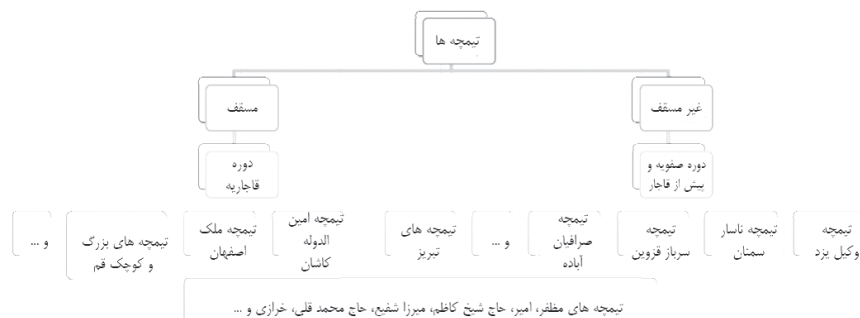 تیمچه ها
غیر مسقف
مسقف
دوره صفویه و
پیش از قاجار
دوره
قاجاریه
تیمچه
وکیل یزد
تیمچه ناسار
سمنان
تیمچه
سرباز قزوین
تیمچه
صرافیان
آباده
و ...
تیمچه های
تبریز
تیمچه امین
الدوله
کاشان
تیمچه ملک
اصفهان
تیمچه های بزرگ
و کوچک قم
و ...
تیمچه های مظفر، امیر، حاج شیخ کاظم، میرزا شفیع، حاج محمد قلی، خرازی و ...